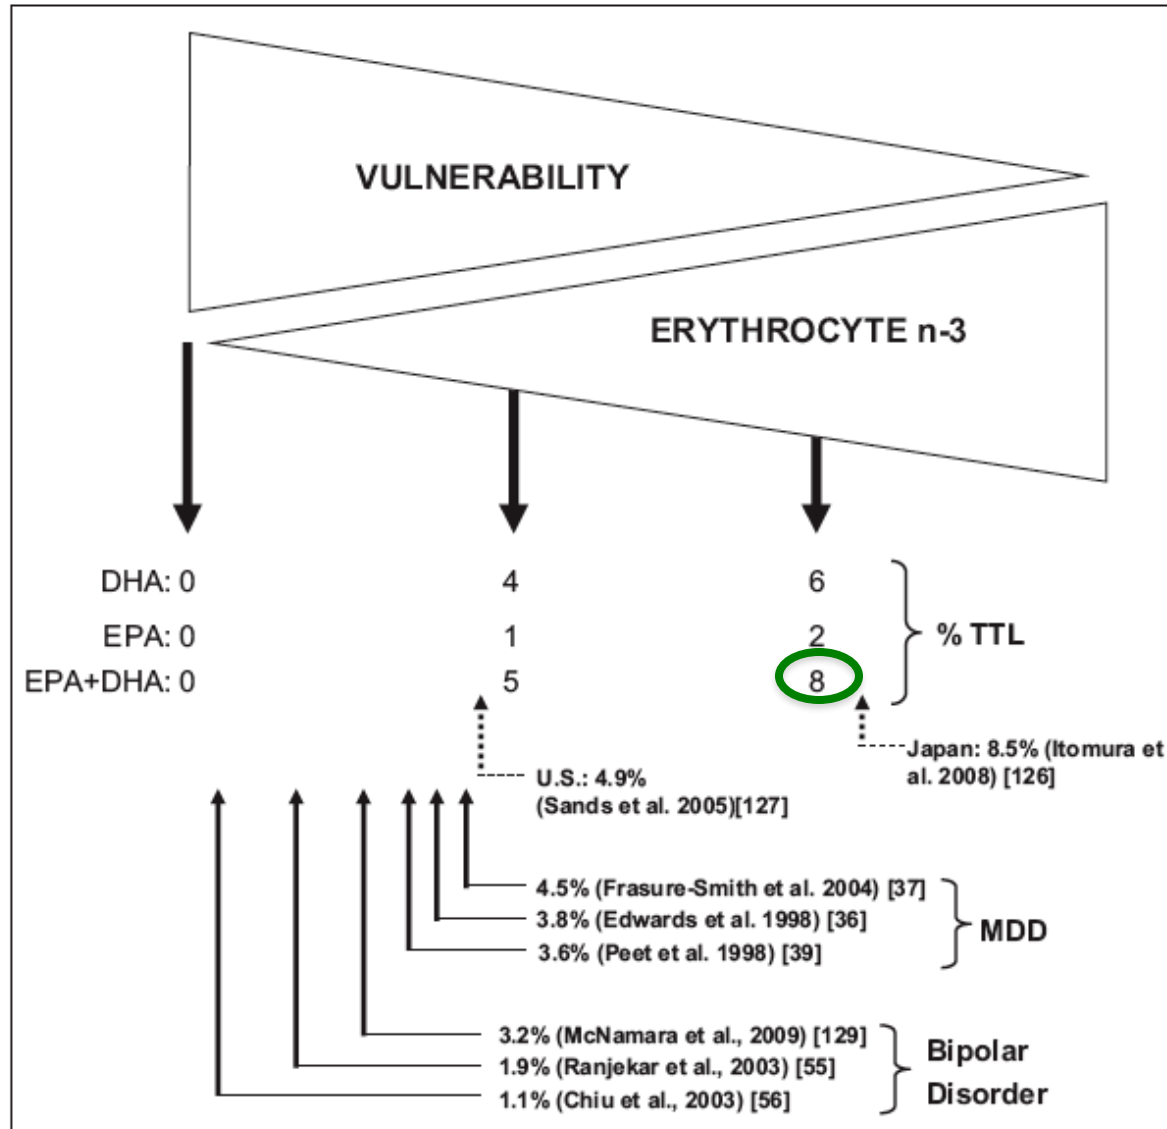 VULNERABILITY
ERYTHROCYTE n-3
DHA: 0 4 6
EPA: 0 1 2
EPA+DHA: 0 5 8
% TTL
Japan: 8.5% (Itomura et
al. 2008) [126]
U.S.: 4.9%
(Sands et al. 2005)[127]
4.5% (Frasure-Smith et al. 2004) [37]
3.8% (Edwards et al. 1998) [36]
3.6% (Peet et al. 1998) [39]
MDD
3.2% (McNamara et al., 2009) [129]
1.9% (Ranjekar et al., 2003) [55]
1.1% (Chiu et al., 2003) [56]
Bipolar
Disorder